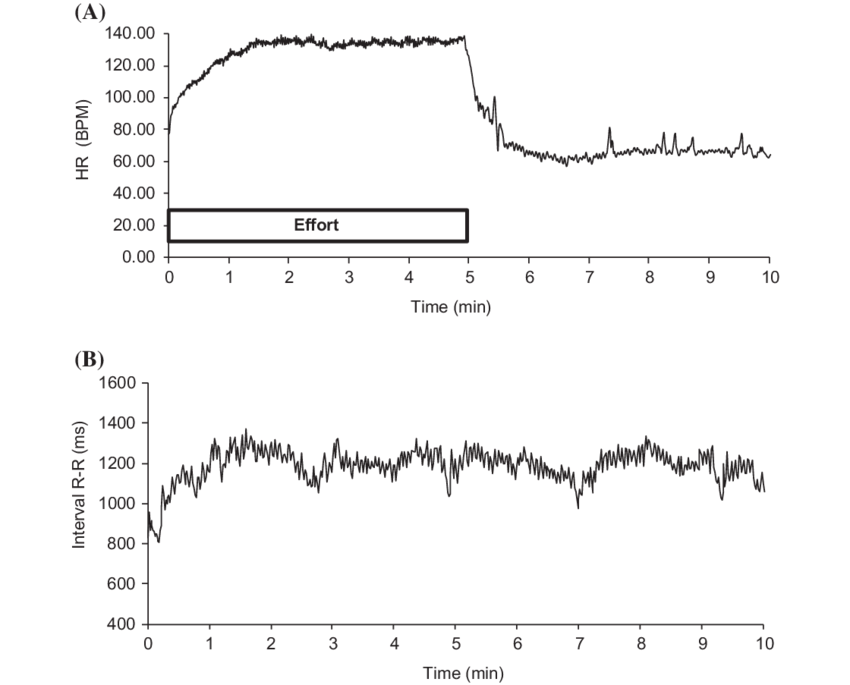 (A)
140.00
120.00
100.00
80.00
60.00
40.00
20.00
0.00
HR (BPM)
Effort
0 1 2 3 4 5 6 7 8 9 10
Time (min)
(B)
1600
1400
1200
1000
800
600
400
Interval R-R (ms)
0 1 2 3 4 5 6 7 8 9 10
Time (min)